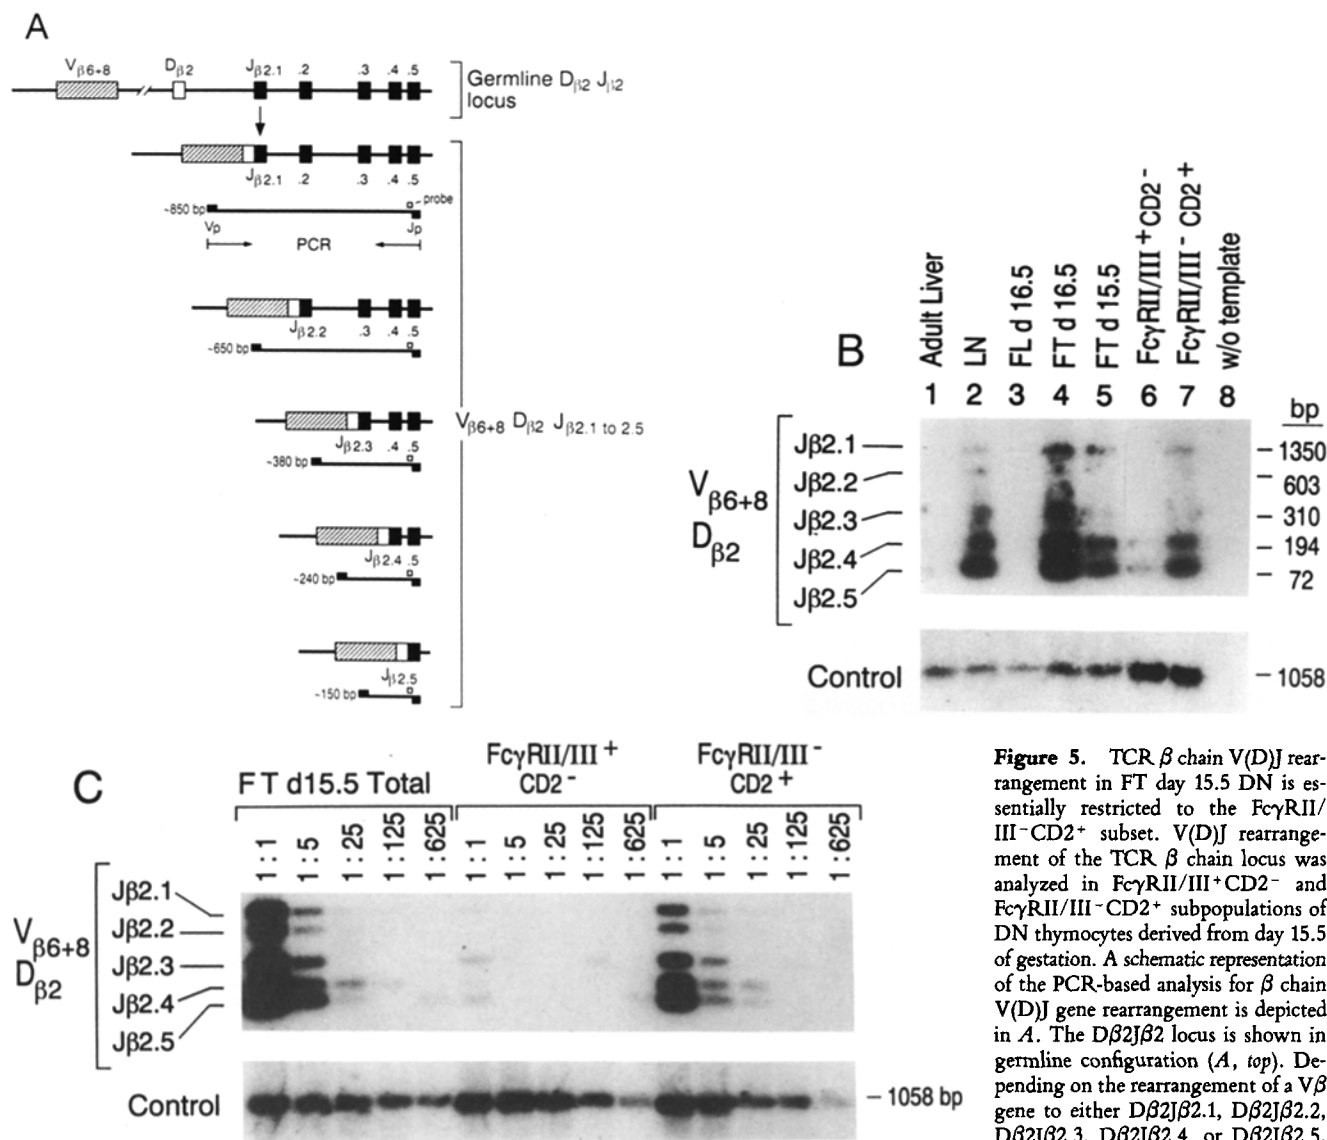 A
Vβ6+8 Dβ2 Jβ2.1 .2 .3 .4 .5
Germline Dβ2 Jβ2
locus
Jβ2.1 .2 .3 .4 .5
~850 bp
probe
Vp Jp
PCR
Jβ2.2 .3 .4 .5
~650 bp
Vβ6+8 Dβ2 Jβ2.1 to 2.5
Jβ2.3 .4 .5
~380 bp
Jβ2.4 .5
~240 bp
Jβ2.5
~150 bp
B
Adult Liver
LN
FL d 16.5
FT d 16.5
FT d 15.5
FcγRII/III + CD2 -
FcγRII/III - CD2 +
w/o template
1 2 3 4 5 6 7 8
bp
Vβ6+8
Dβ2
Jβ2.1
Jβ2.2
Jβ2.3
Jβ2.4
Jβ2.5
1350
603
310
194
72
Control
1058
C
FT d15.5 Total
FcγRII/III +
CD2 -
FcγRII/III -
CD2 +
1:1 1:5 1:25 1:125 1:625
1:1 1:5 1:25 1:125 1:625
1:1 1:5 1:25 1:125 1:625
Vβ6+8
Dβ2
Jβ2.1
Jβ2.2
Jβ2.3
Jβ2.4
Jβ2.5
Control
1058 bp
Figure 5. TCR β chain V(D)J rear-
rangement in FT day 15.5 DN is es-
sentially restricted to the FcγRII/
III-CD2+ subset. V(D)J rearrange-
ment of the TCR β chain locus was
analyzed in FcγRII/III+CD2- and
FcγRII/III-CD2+ subpopulations of
DN thymocytes derived from day 15.5
of gestation. A schematic representation
of the PCR-based analysis for β chain
V(D)J gene rearrangement is depicted
in A. The Dβ2Jβ2 locus is shown in
germline configuration (A, top). De-
pending on the rearrangement of a Vβ
gene to either Dβ2Jβ2.1, Dβ2Jβ2.2,
Dβ2Jβ2.3, Dβ2Jβ2.4, or Dβ2Jβ2.5,